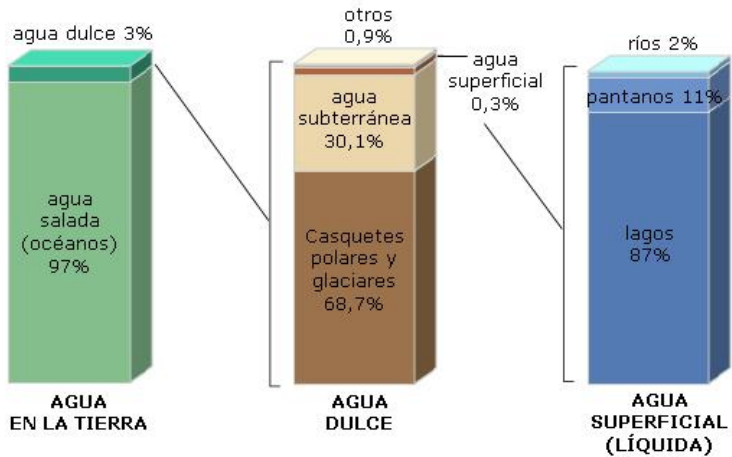 agua dulce 3%
agua
salada
(océanos)
97%
AGUA
EN LA TIERRA
otros
0,9%
agua
superficial
0,3%
agua
subterránea
30,1%
Casquetes
polares y
glaciares
68,7%
AGUA
DULCE
ríos 2%
pantanos 11%
lagos
87%
AGUA
SUPERFICIAL
(LÍQUIDA)